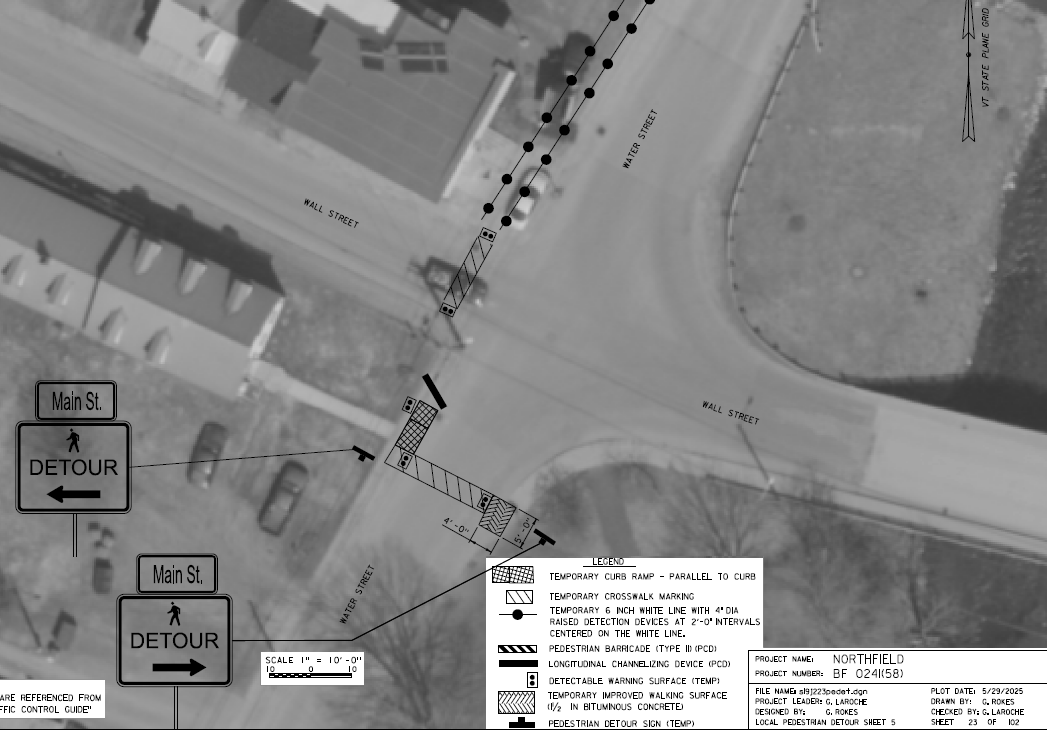 VT STATE PLANE GRID
WATER STREET
WALL STREET
WALL STREET
Main St.
DETOUR
4'-0"
5'-0"
Main St.
DETOUR
WATER STREET
SCALE 1" = 10'-0"
10 0 10
ARE REFERENCED FROM
FFIC CONTROL GUIDE"
LEGEND
TEMPORARY CURB RAMP - PARALLEL TO CURB
TEMPORARY CROSSWALK MARKING
TEMPORARY 6 INCH WHITE LINE WITH 4" DIA
RAISED DETECTION DEVICES AT 2'-0" INTERVALS
CENTERED ON THE WHITE LINE.
PEDESTRIAN BARRICADE (TYPE II) (PCD)
LONGITUDINAL CHANNELIZING DEVICE (PCD)
DETECTABLE WARNING SURFACE (TEMP)
TEMPORARY IMPROVED WALKING SURFACE
(1½ IN BITUMINOUS CONCRETE)
PEDESTRIAN DETOUR SIGN (TEMP)
PROJECT NAME: NORTHFIELD
PROJECT NUMBER: BF 0241(58)
FILE NAME: s19j223pedet.dgn PLOT DATE: 5/29/2025
PROJECT LEADER: G. LAROCHE DRAWN BY: G. ROKES
DESIGNED BY: G. ROKES CHECKED BY: G. LAROCHE
LOCAL PEDESTRIAN DETOUR SHEET 5 SHEET 23 OF 102